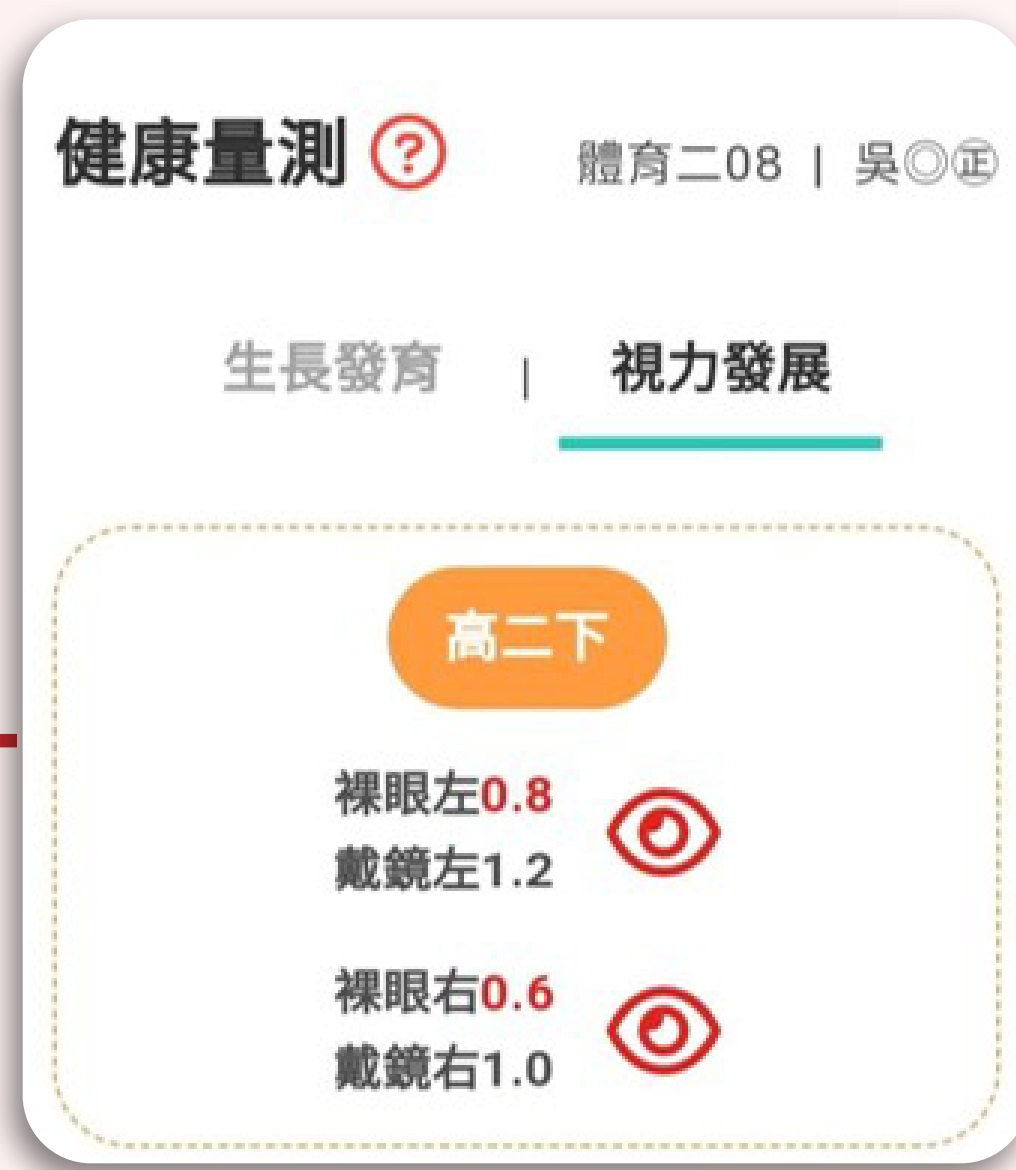 健康量測 ? 體育二08 | 吳◎㊣
生長發育 | 視力發展
高二下
裸眼左0.8
戴鏡左1.2
裸眼右0.6
戴鏡右1.0